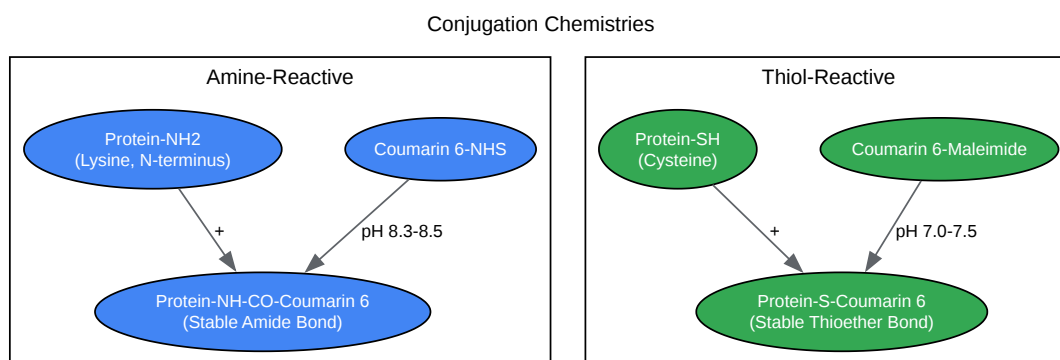 Conjugation Chemistries
Amine-Reactive
Protein-NH2
(Lysine, N-terminus)
Coumarin 6-NHS
+
pH 8.3-8.5
Protein-NH-CO-Coumarin 6
(Stable Amide Bond)
Thiol-Reactive
Protein-SH
(Cysteine)
Coumarin 6-Maleimide
+
pH 7.0-7.5
Protein-S-Coumarin 6
(Stable Thioether Bond)